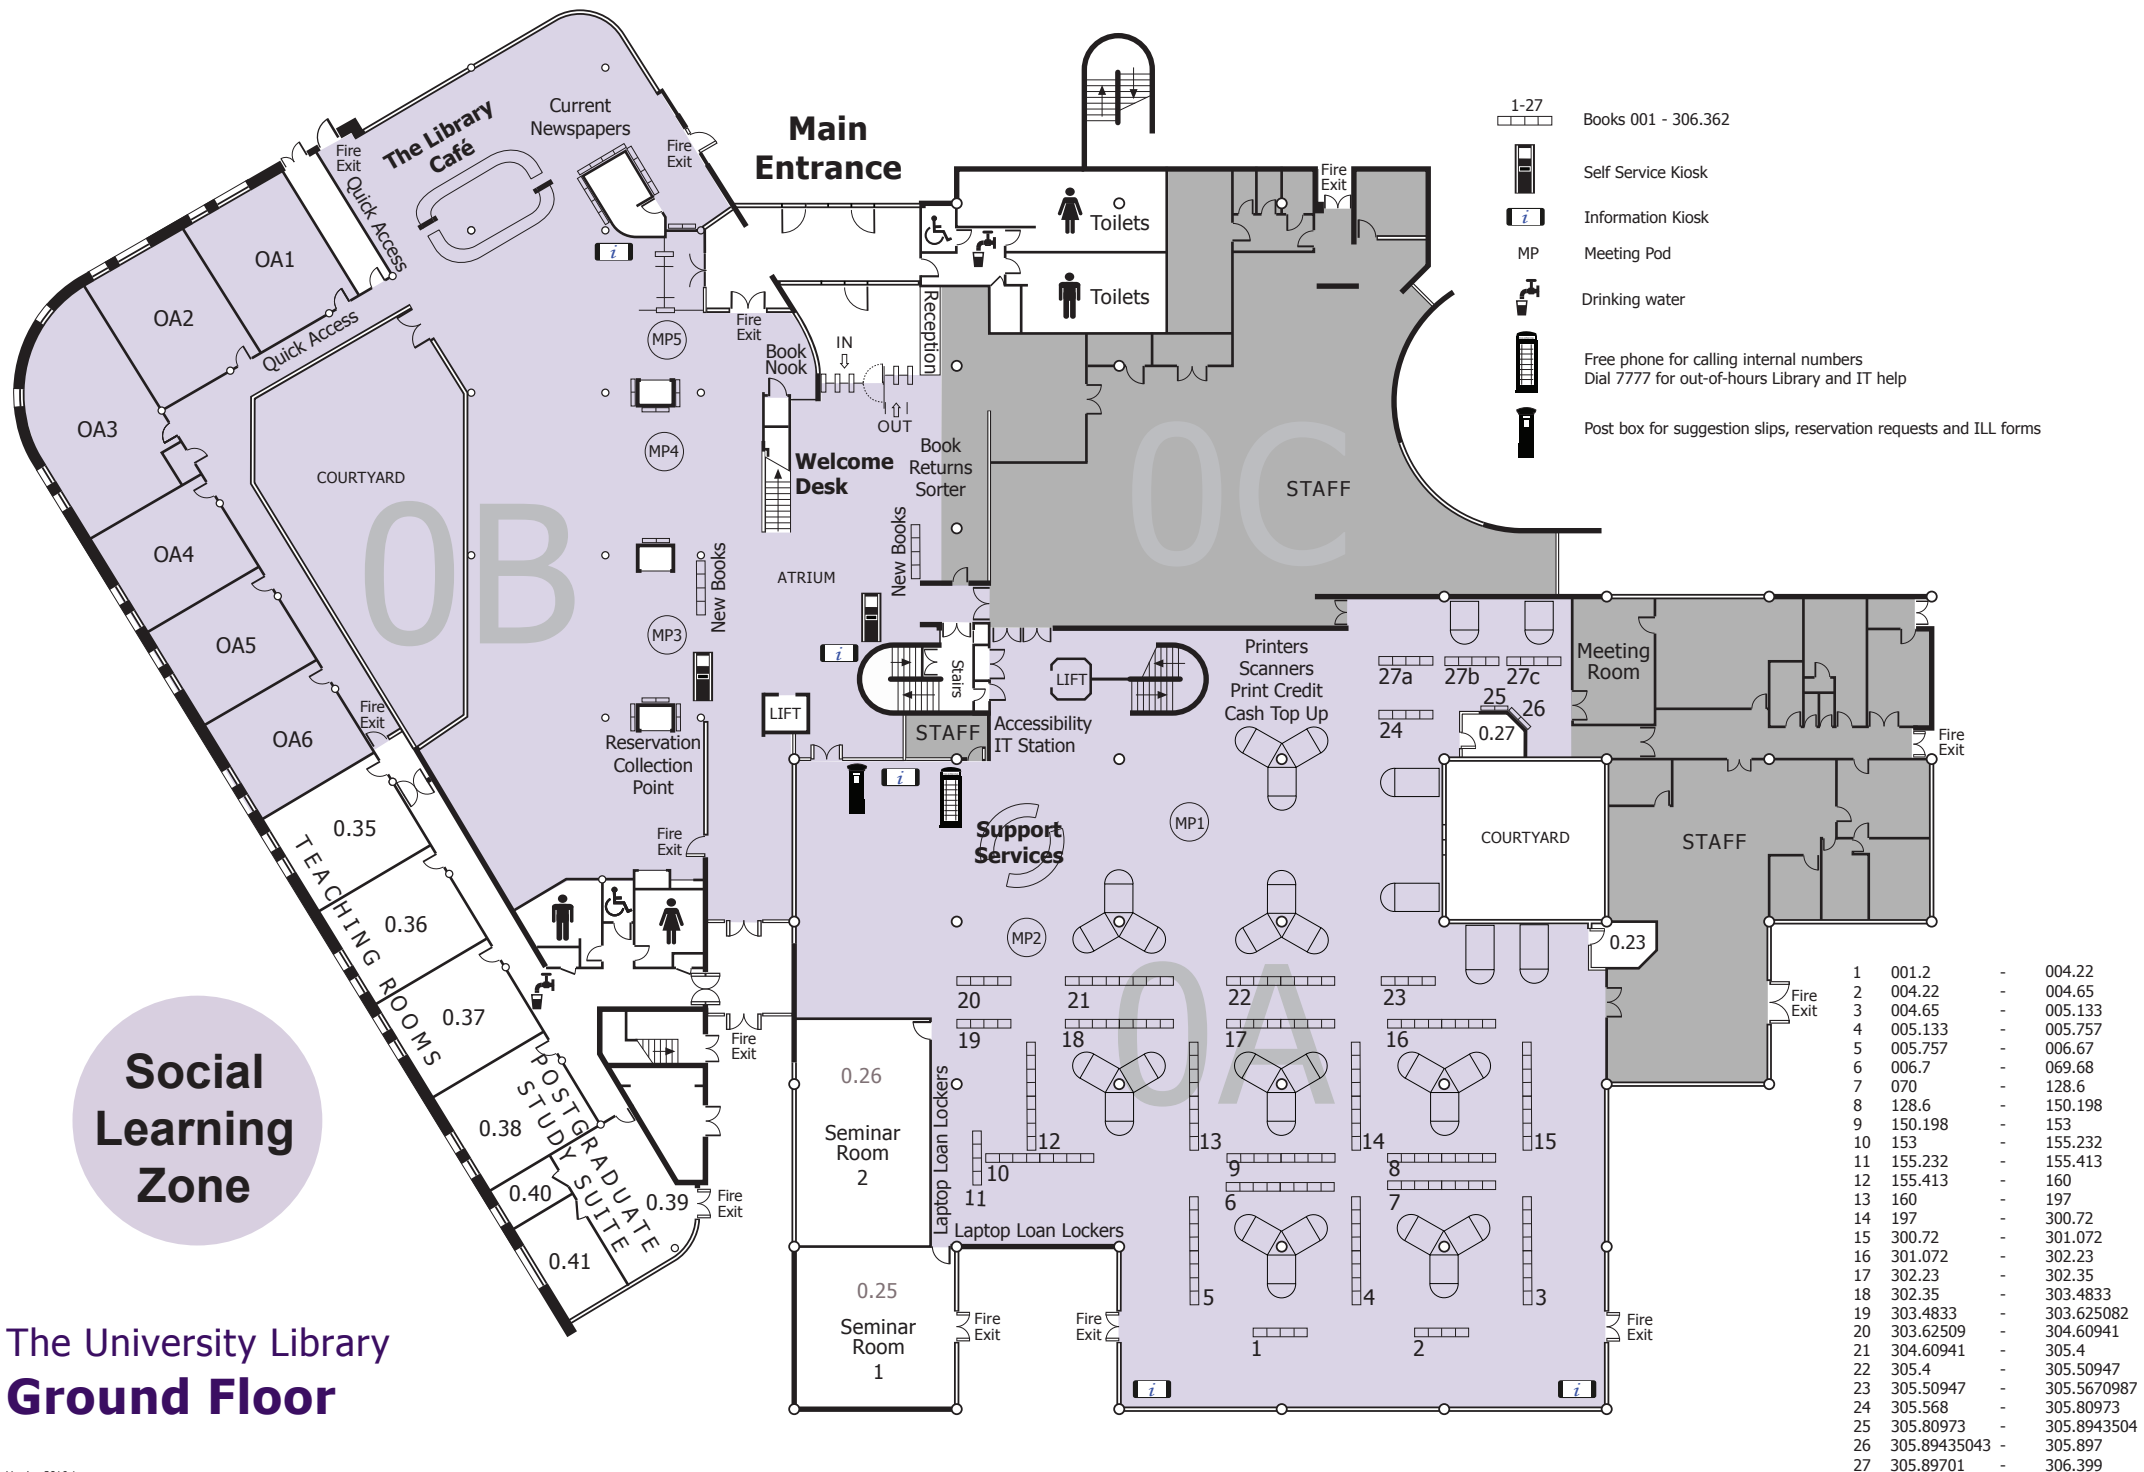 Current
Newspapers
The Library
Café
Main
Entrance
Fire
Exit
Fire
Exit
Fire
Exit
Quick Access
Quick Access
Toilets
Toilets
OA1
OA2
OA3
OA4
OA5
OA6
i
MP5
MP4
MP3
Fire
Exit
Book
Nook
IN
OUT
Reception
COURTYARD
0B
Welcome
Desk
Book
Returns
Sorter
0C
STAFF
New Books
New Books
ATRIUM
i
Stairs
LIFT
LIFT
STAFF
Accessibility
IT Station
Printers
Scanners
Print Credit
Cash Top Up
27a
27b
27c
24
25
26
0.27
Meeting
Room
Fire
Exit
Fire
Exit
Reservation
Collection
Point
Fire
Exit
i
Support
Services
MP1
MP2
COURTYARD
STAFF
0.23
Fire
Exit
0.35
0.36
0.37
0.38
0.39
0.40
0.41
TEACHING ROOMS
POSTGRADUATE
STUDY SUITE
Fire
Exit
Fire
Exit
0A
20
21
22
23
19
18
17
16
12
13
14
15
10
11
9
8
6
7
5
4
3
1
2
0.26
Seminar
Room
2
0.25
Seminar
Room
1
Laptop Loan Lockers
Laptop Loan Lockers
Fire
Exit
Fire
Exit
Fire
Exit
i
i
Social
Learning
Zone
The University Library
Ground Floor
1-27
Books 001 - 306.362
Self Service Kiosk
i Information Kiosk
MP Meeting Pod
Drinking water
Free phone for calling internal numbers
Dial 7777 for out-of-hours Library and IT help
Post box for suggestion slips, reservation requests and ILL forms
1 001.2 - 004.22
2 004.22 - 004.65
3 004.65 - 005.133
4 005.133 - 005.757
5 005.757 - 006.67
6 006.7 - 069.68
7 070 - 128.6
8 128.6 - 150.198
9 150.198 - 153
10 153 - 155.232
11 155.232 - 155.413
12 155.413 - 160
13 160 - 197
14 197 - 300.72
15 300.72 - 301.072
16 301.072 - 302.23
17 302.23 - 302.35
18 302.35 - 303.4833
19 303.4833 - 303.625082
20 303.62509 - 304.60941
21 304.60941 - 305.4
22 305.4 - 305.50947
23 305.50947 - 305.5670987
24 305.568 - 305.80973
25 305.80973 - 305.8943504
26 305.89435043 - 305.897
27 305.89701 - 306.399